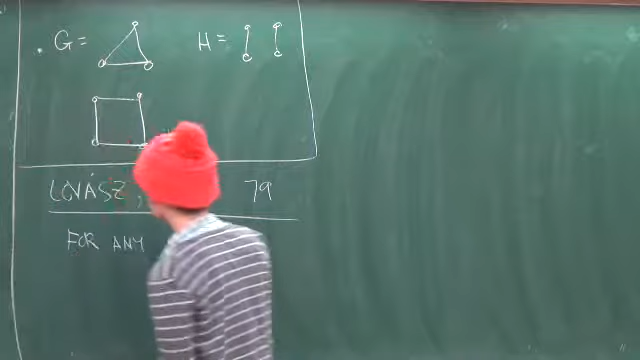 G =
H =
LOVÁSZ, 79
FOR ANY